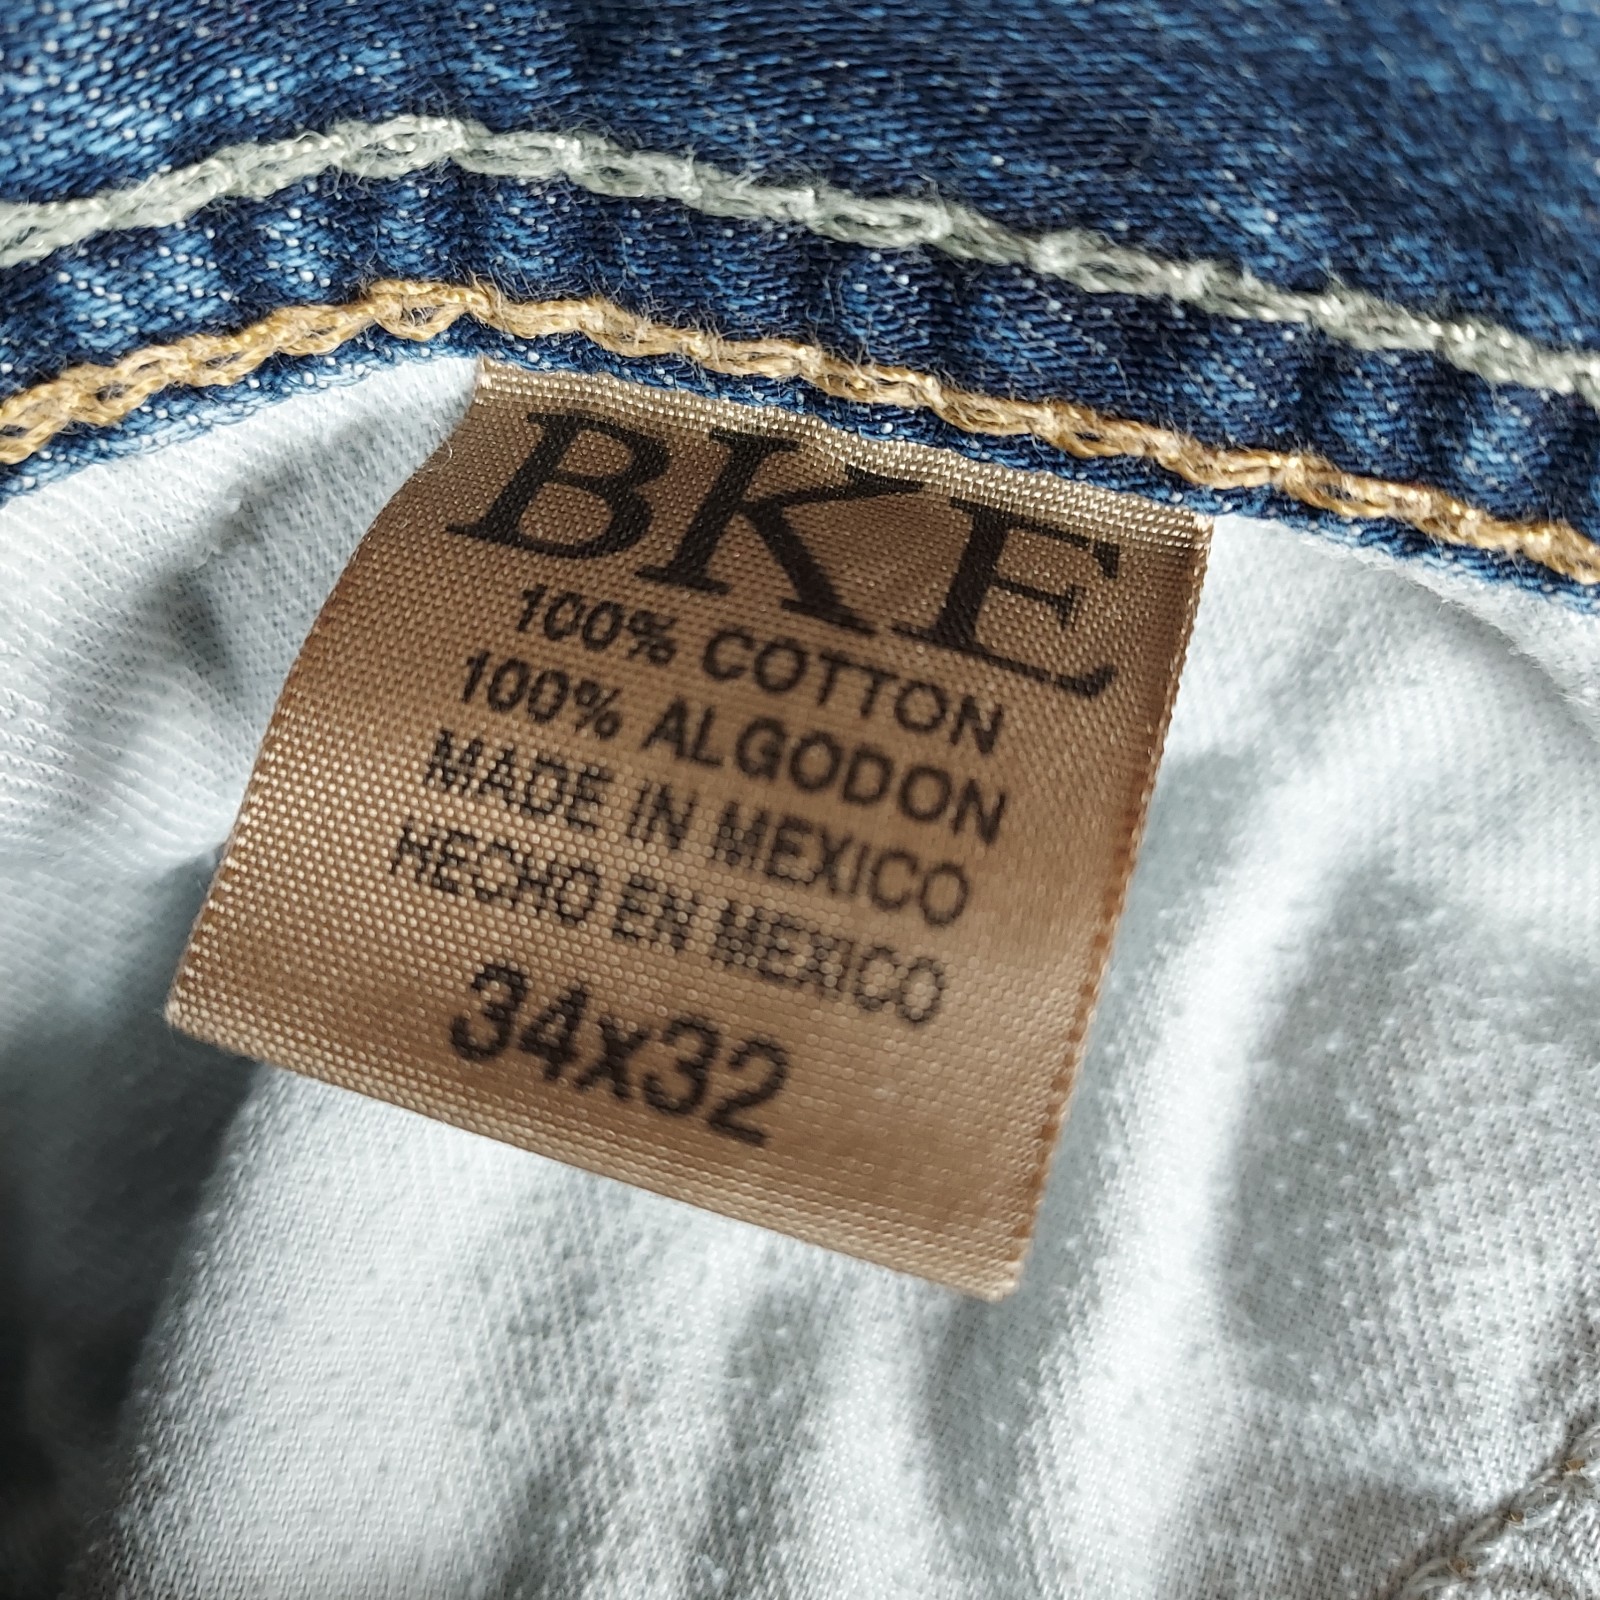 BKE
100% COTTON
100% ALGODON
MADE IN MEXICO
HECHO EN MEXICO
34x32